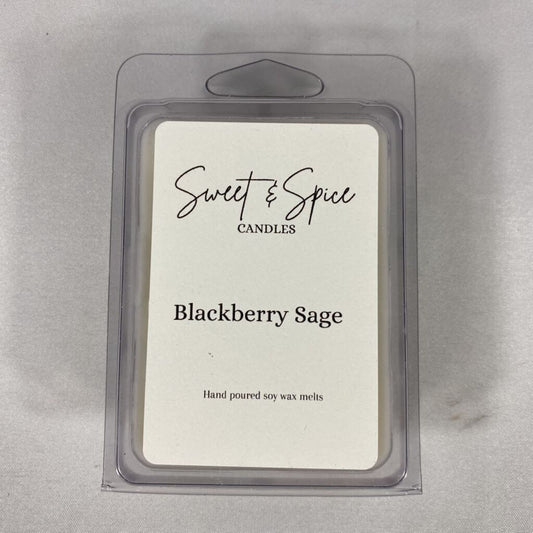 Sweet & Spice
CANDLES
Blackberry Sage
Hand poured soy wax melts